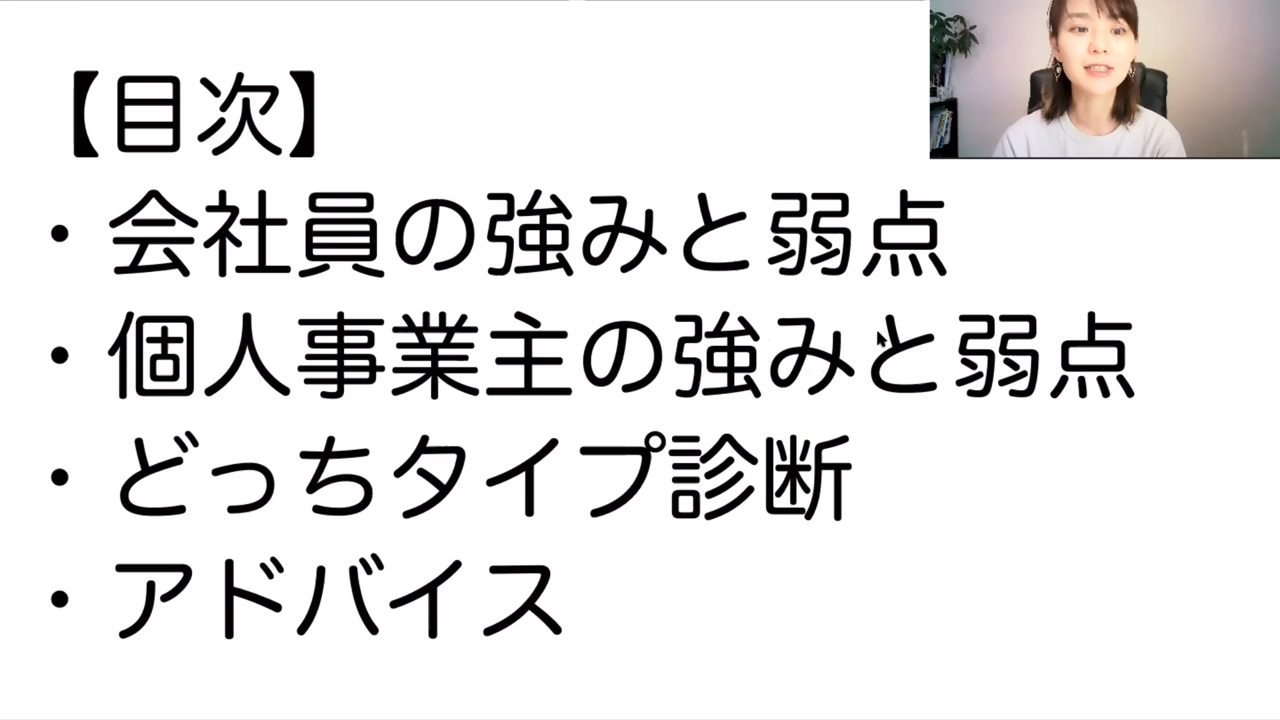 【目次】
・会社員の強みと弱点
・個人事業主の強みと弱点
・どっちタイプ診断
・アドバイス